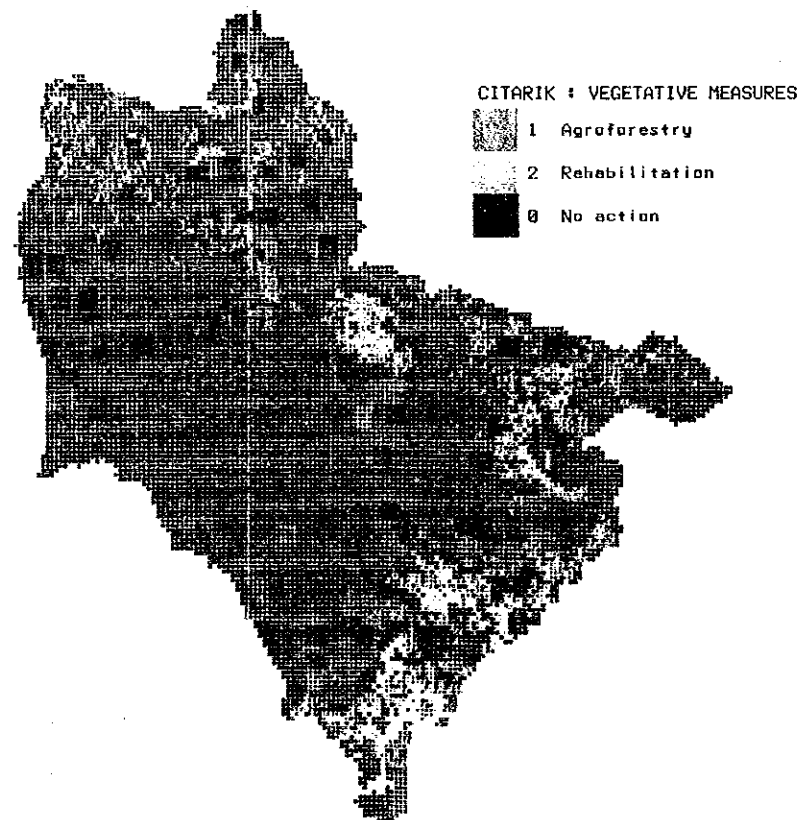 CITARIK : VEGETATIVE MEASURES
1 Agroforestry
2 Rehabilitation
0 No action